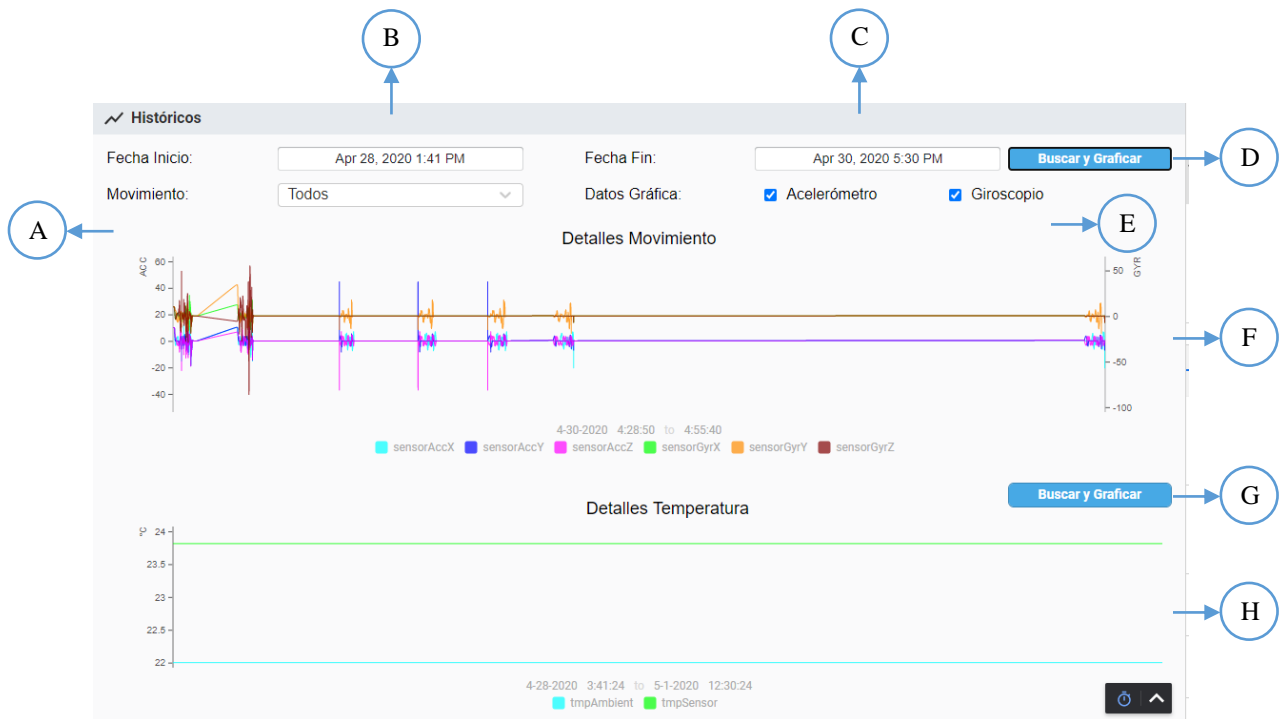 B
C
Históricos
Fecha Inicio: Apr 28, 2020 1:41 PM Fecha Fin: Apr 30, 2020 5:30 PM Buscar y Graficar
D
Movimiento: Todos Datos Gráfica: Acelerómetro Giroscopio
A
E
Detalles Movimiento
ACC
GYR
60
40
20
0
-20
-40
50
0
-50
-100
F
4-30-2020 4:28:50 to 4:55:40
sensorAccX sensorAccY sensorAccZ sensorGyrX sensorGyrY sensorGyrZ
Buscar y Graficar
G
Detalles Temperatura
°C
24
23.5
23
22.5
22
H
4-28-2020 3:41:24 to 5-1-2020 12:30:24
tmpAmbient tmpSensor